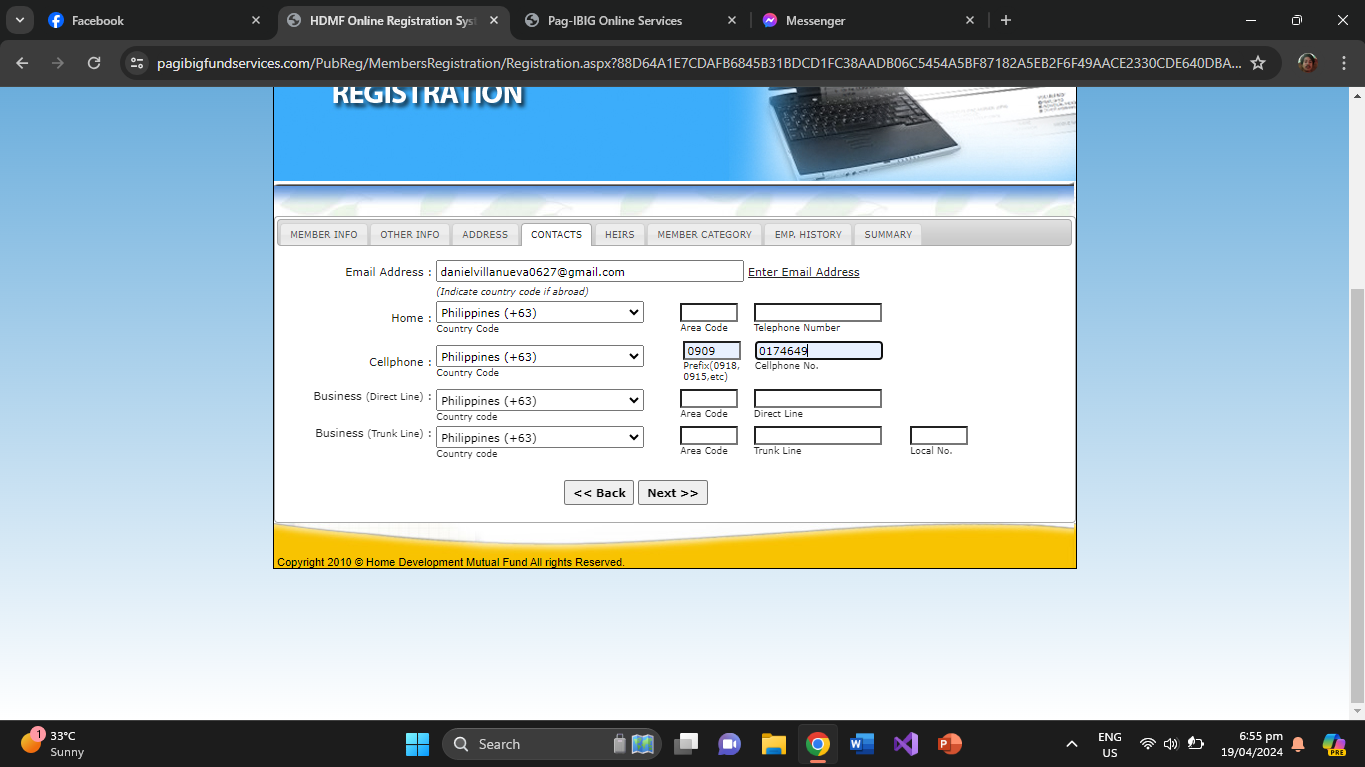 Facebook
HDMF Online Registration Sys
Pag-IBIG Online Services
Messenger
pagibigfundservices.com/PubReg/MembersRegistration/Registration.aspx?88D64A1E7CDAFB6845B31BDCD1FC38AADB06C5454A5BF87182A5EB2F6F49AACE2330CDE640DBA...
REGISTRATION
MEMBER INFO OTHER INFO ADDRESS CONTACTS HEIRS MEMBER CATEGORY EMP. HISTORY SUMMARY
Email Address : danielvillanueva0627@gmail.com Enter Email Address
(Indicate country code if abroad)
Home : Philippines (+63)
Country Code Area Code Telephone Number
Cellphone : Philippines (+63) 0909 0174649
Country Code Prefix(0918, Cellphone No.
0915,etc)
Business (Direct Line) : Philippines (+63)
Country code Area Code Direct Line
Business (Trunk Line) : Philippines (+63)
Country code Area Code Trunk Line Local No.
<< Back Next >>
Copyright 2010 © Home Development Mutual Fund All rights Reserved.
1
33°C
Sunny
Search
ENG
US
6:55 pm
19/04/2024
PRE